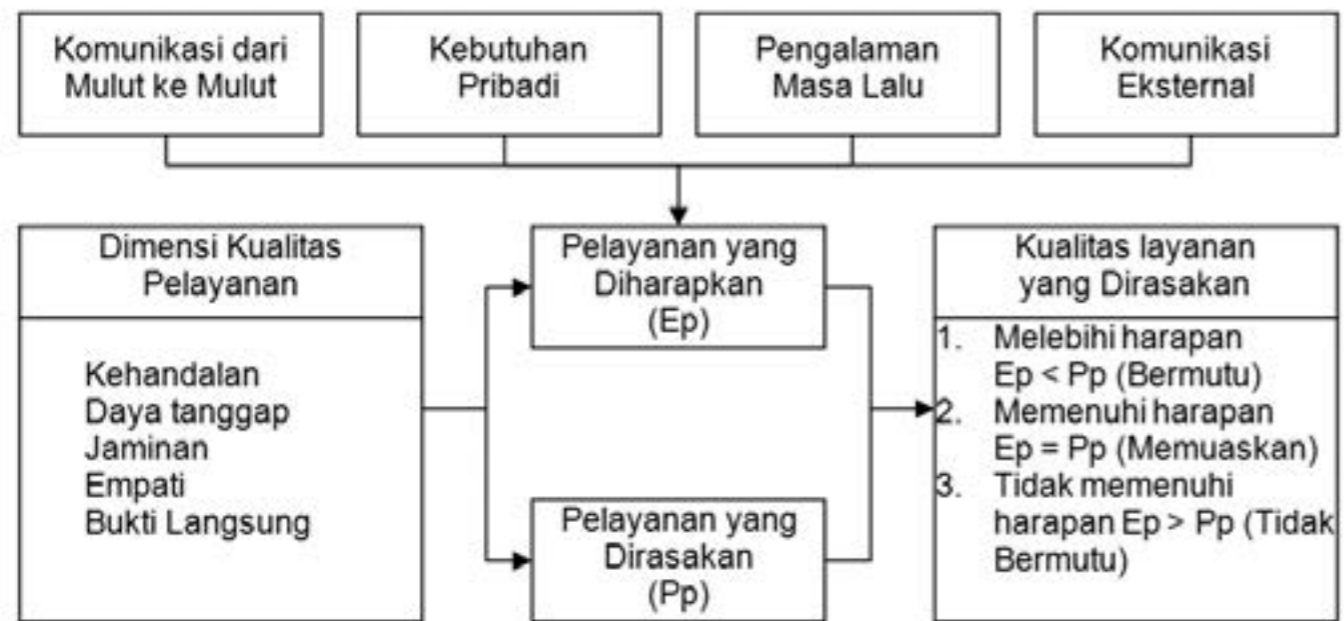 Komunikasi dari
Mulut ke Mulut
Kebutuhan
Pribadi
Pengalaman
Masa Lalu
Komunikasi
Eksternal
Dimensi Kualitas
Pelayanan
Kehandalan
Daya tanggap
Jaminan
Empati
Bukti Langsung
Pelayanan yang
Diharapkan
(Ep)
Pelayanan yang
Dirasakan
(Pp)
Kualitas layanan
yang Dirasakan
1. Melebihi harapan
Ep < Pp (Bermutu)
2. Memenuhi harapan
Ep = Pp (Memuaskan)
3. Tidak memenuhi
harapan Ep > Pp (Tidak
Bermutu)